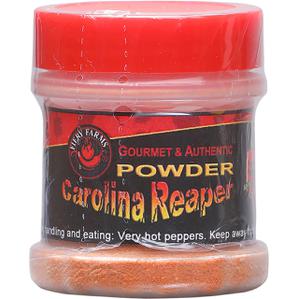 FIERY FARMS
GOURMET & AUTHENTIC
POWDER
Carolina Reaper
handling and eating: Very hot peppers. Keep away